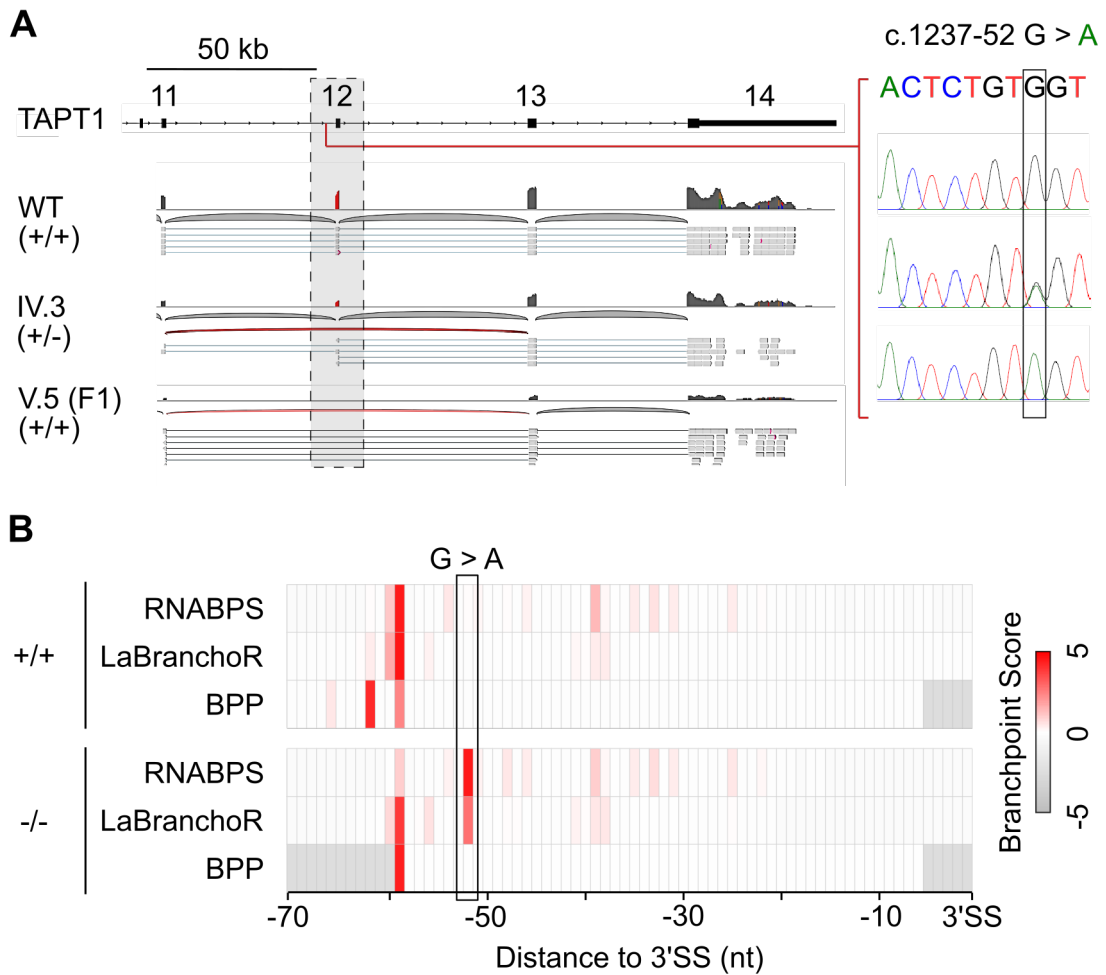 A
c.1237-52 G > A
50 kb
ACTCTGTGGT
11 12 13 14
TAPT1
WT
(+/+)
IV.3
(+/-)
V.5 (F1)
(+/+)
B
G > A
+/+
RNABPS
LaBranchoR
BPP
-/-
RNABPS
LaBranchoR
BPP
Branchpoint Score
5
0
-5
-70 -50 -30 -10 3'SS
Distance to 3'SS (nt)